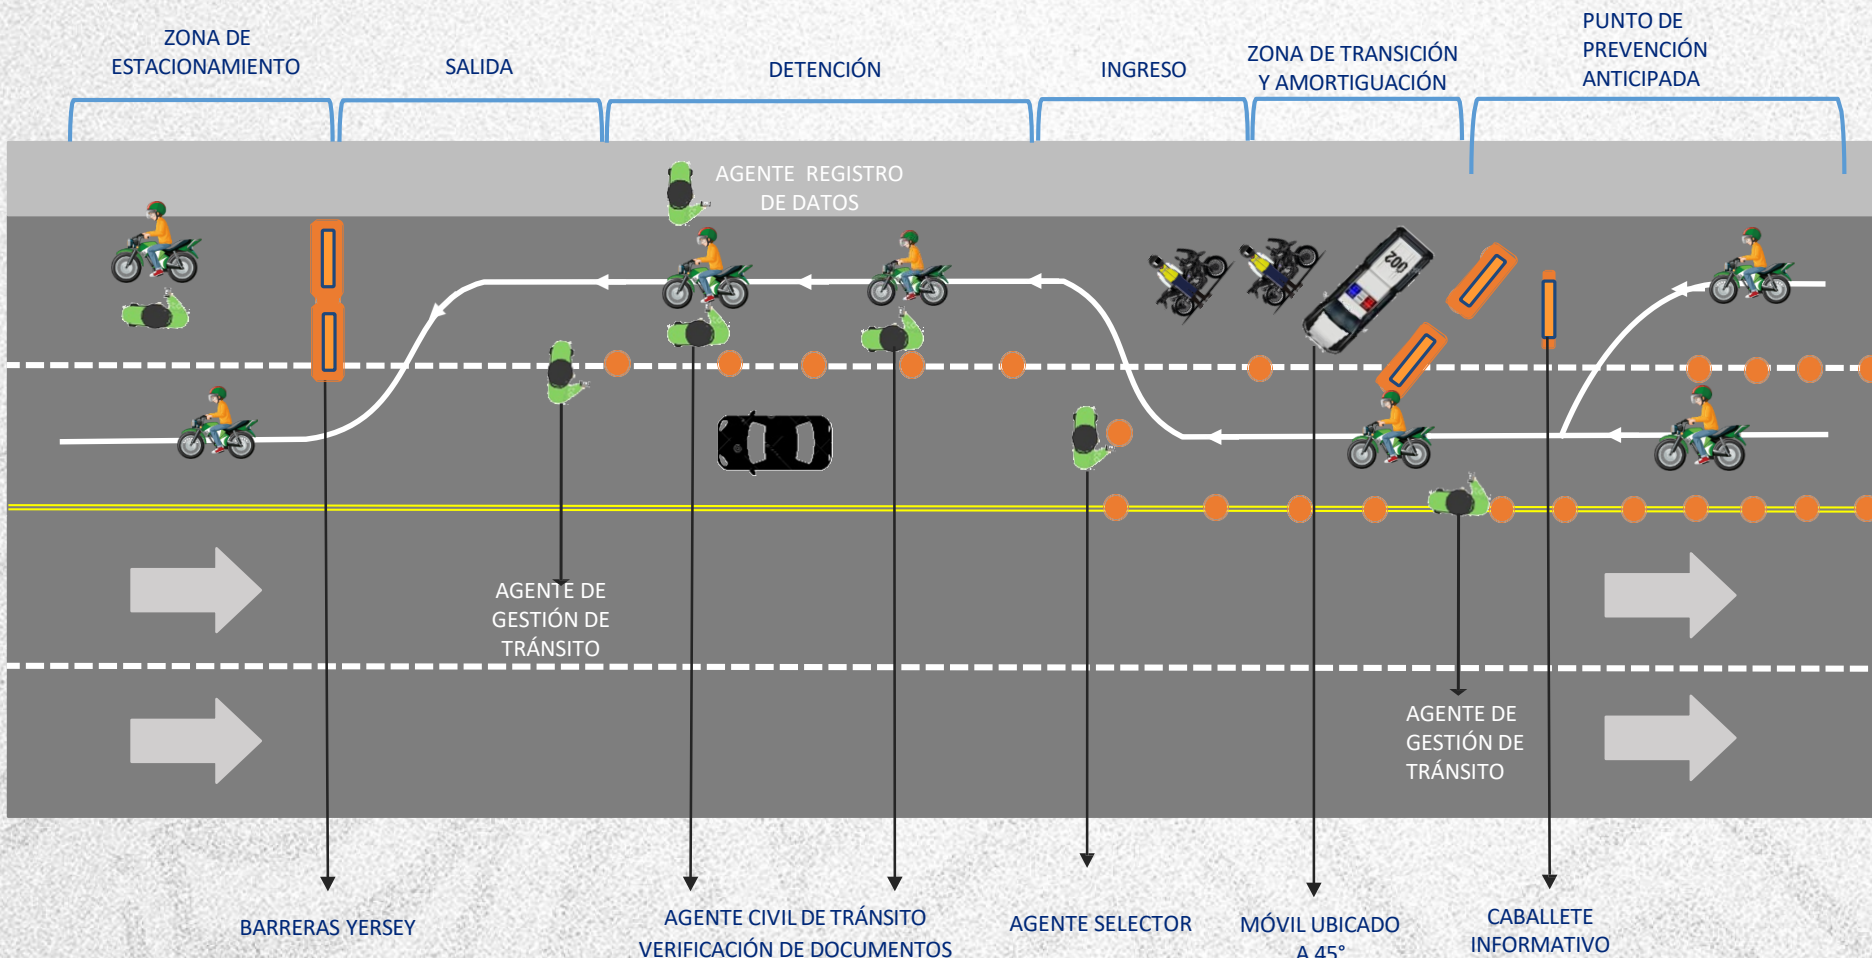 ZONA DE
ESTACIONAMIENTO
SALIDA
DETENCIÓN
INGRESO
ZONA DE TRANSICIÓN
Y AMORTIGUACIÓN
PUNTO DE
PREVENCIÓN
ANTICIPADA
AGENTE REGISTRO
DE DATOS
002
AGENTE DE
GESTIÓN DE
TRÁNSITO
AGENTE DE
GESTIÓN DE
TRÁNSITO
BARRERAS YERSEY
AGENTE CIVIL DE TRÁNSITO
VERIFICACIÓN DE DOCUMENTOS
AGENTE SELECTOR
MÓVIL UBICADO
A 45°
CABALLETE
INFORMATIVO